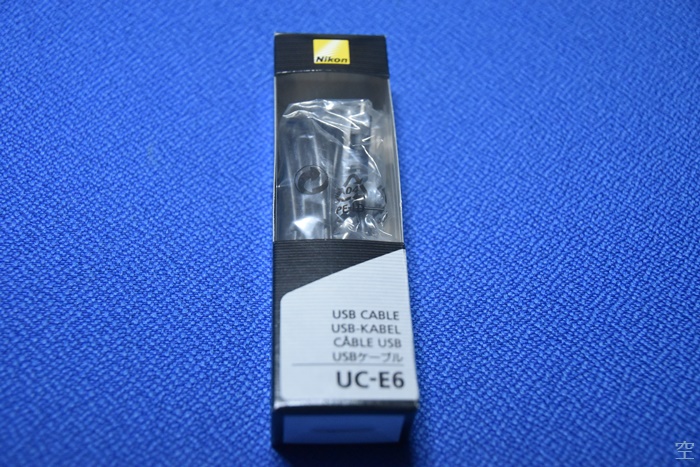 Nikon
USB CABLE
USB-KABEL
CÂBLE USB
USBケーブル
UC-E6
空